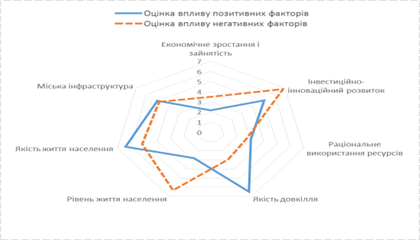 Оцінка впливу позитивних факторів
Оцінка впливу негативних факторів
Економічне зростання і
зайнятість
7
6
5
4
3
2
1
0
Інвестиційно-
інноваційний розвиток
Раціональне
використання ресурсів
Якість довкілля
Рівень життя населення
Якість життя населення
Міська інфраструктура